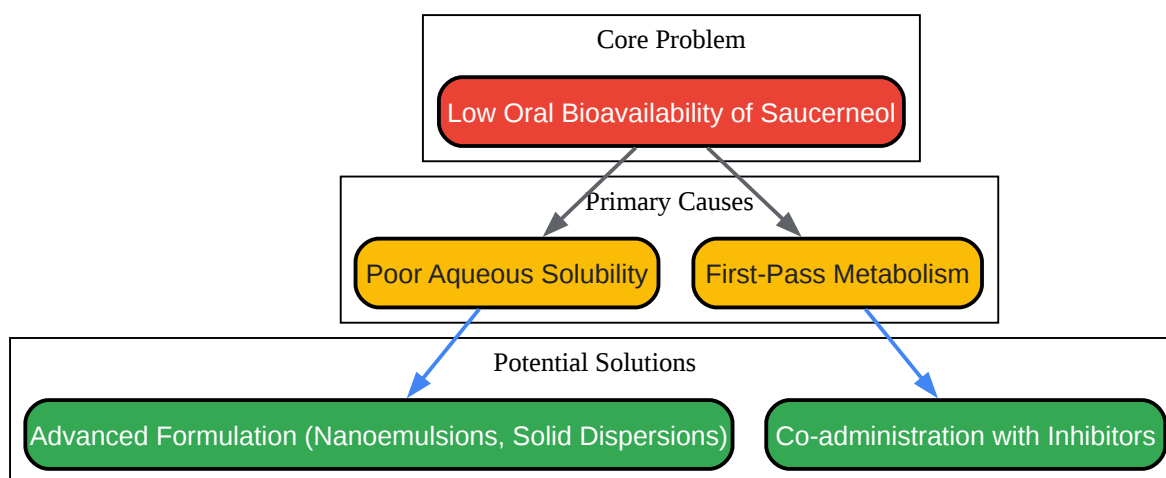 Core Problem
Low Oral Bioavailability of Saucerneol
Primary Causes
Poor Aqueous Solubility
First-Pass Metabolism
Potential Solutions
Advanced Formulation (Nanoemulsions, Solid Dispersions)
Co-administration with Inhibitors